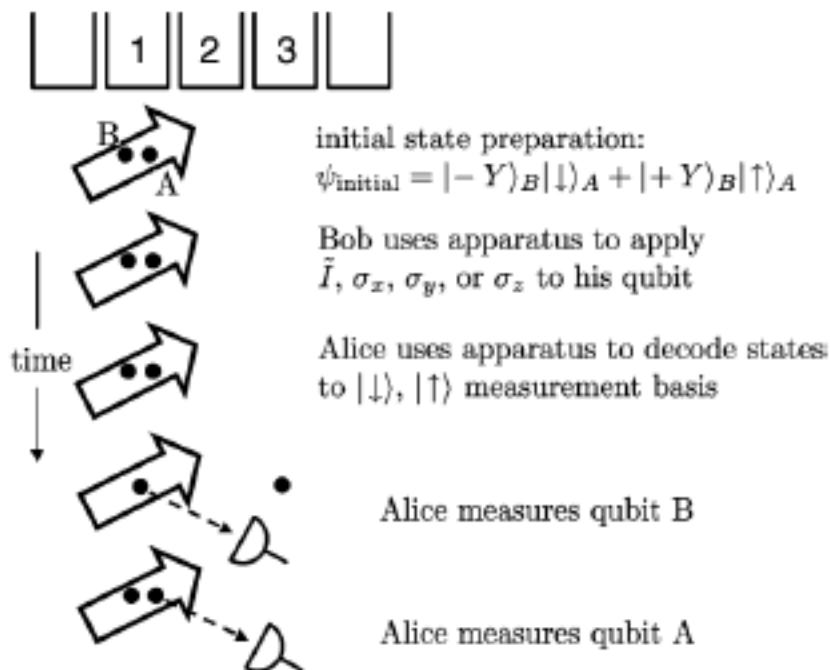 1 2 3
B
A
initial state preparation:
ψinitial = |− Y⟩B|↓⟩A + |+ Y⟩B|↑⟩A
Bob uses apparatus to apply
Ĩ, σx, σy, or σz to his qubit
time
Alice uses apparatus to decode states
to |↓⟩, |↑⟩ measurement basis
Alice measures qubit B
Alice measures qubit A